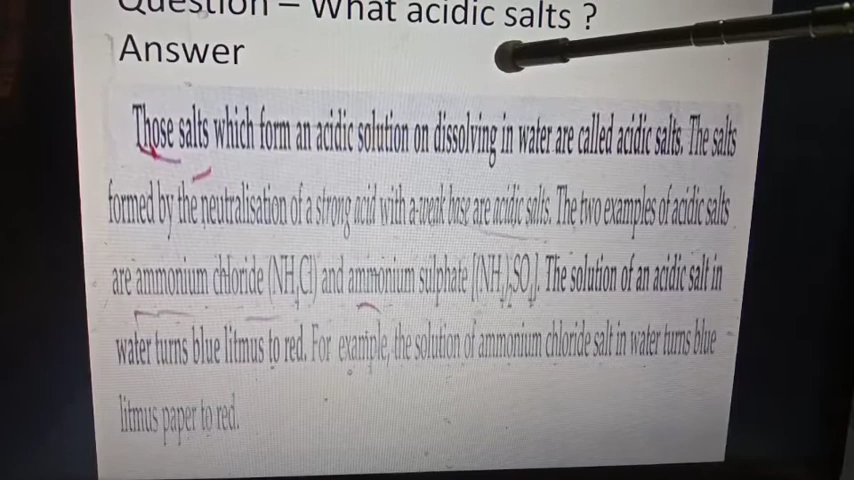 Question – What acidic salts ?
Answer
Those salts which form an acidic solution on dissolving in water are called acidic salts. The salts
formed by the neutralisation of a strong acid with a weak base are acidic salts. The two examples of acidic salts
are ammonium chloride (NH₄Cl) and ammonium sulphate [(NH₄)₂SO₄]. The solution of an acidic salt in
water turns blue litmus to red. For example, the solution of ammonium chloride salt in water turns blue
litmus paper to red.